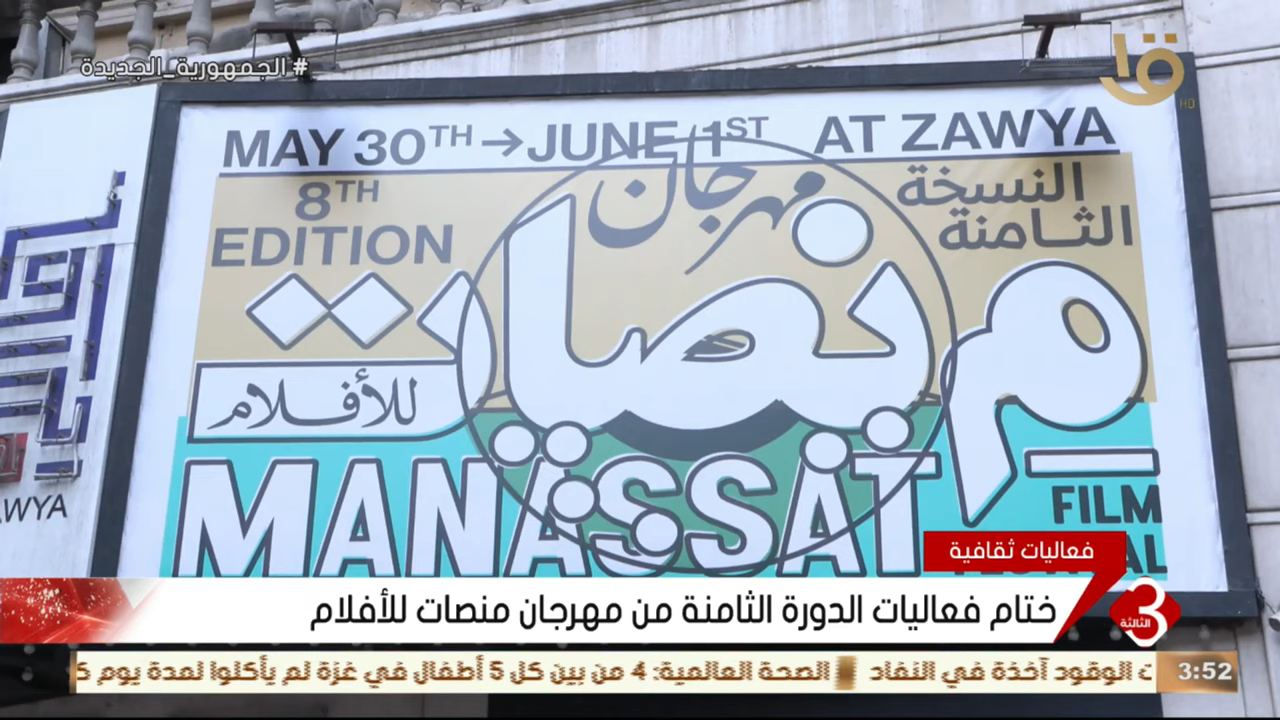 #الجمهورية_الجديدة
HD
MAY 30TH → JUNE 1ST AT ZAWYA
8TH
EDITION
مهرجان
النسخة
الثامنة
منصات
للأفلام
MANASSAT
FILM
ZAWYA
فعاليات ثقافية
ختام فعاليات الدورة الثامنة من مهرجان منصات للأفلام
3
الثالثة
الوقود آخذة في النفاد الصحة العالمية: 4 من بين كل 5 أطفال في غزة لم يأكلوا لمدة يوم
3:52